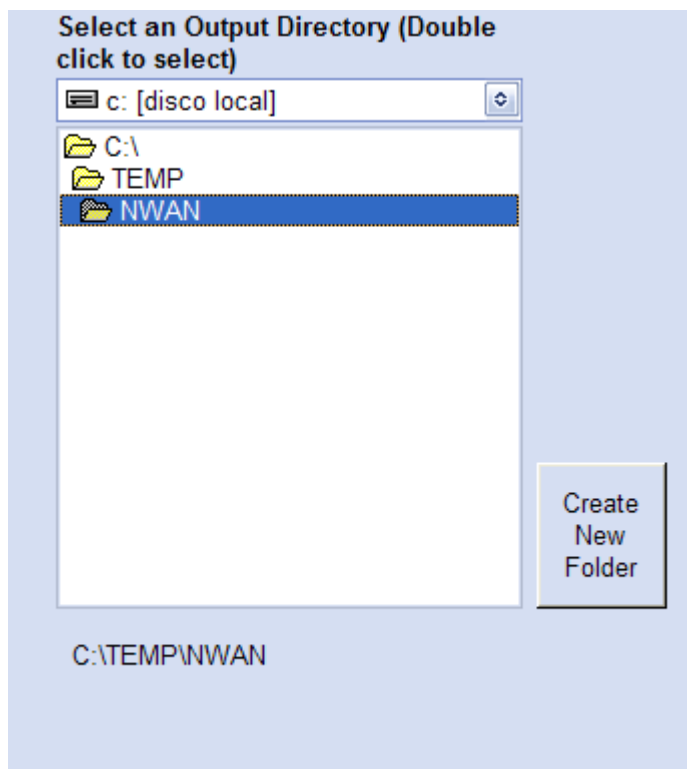 Select an Output Directory (Double
click to select)
c: [disco local]
C:\
TEMP
NWAN
Create
New
Folder
C:\TEMP\NWAN